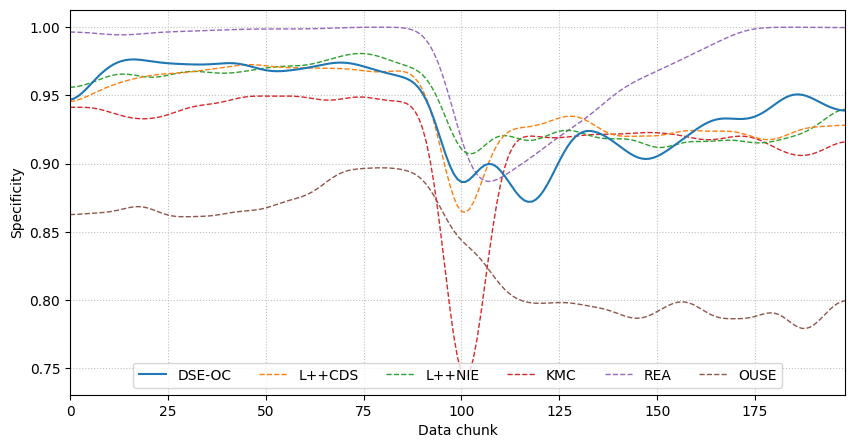 Specificity
1.00
0.95
0.90
0.85
0.80
0.75
DSE-OC L++CDS L++NIE KMC REA OUSE
0 25 50 75 100 125 150 175
Data chunk